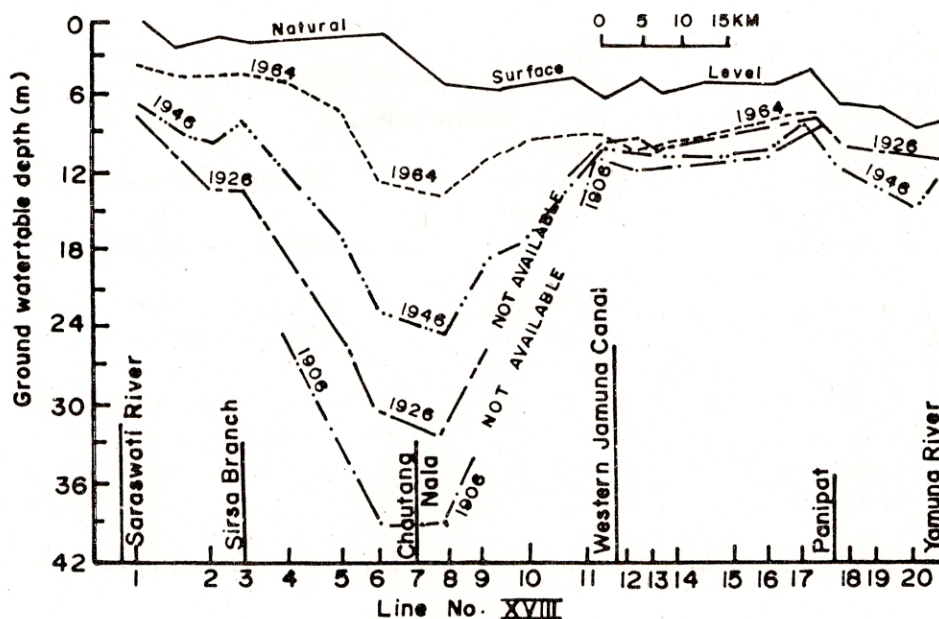 Ground watertable depth (m)
0
6
12
18
24
30
36
42
0 5 10 15 KM
Natural Surface Level
1964
1946
1926
1964
1946
1926
1906
1906
NOT AVAILABLE
NOT AVAILABLE
1906
1964
1926
1946
Saraswati River
Sirsa Branch
Chautang
Nala
Western Jamuna Canal
Panipat
Yamuna River
1 2 3 4 5 6 7 8 9 10 11 12 13 14 15 16 17 18 19 20
Line No. XVIII